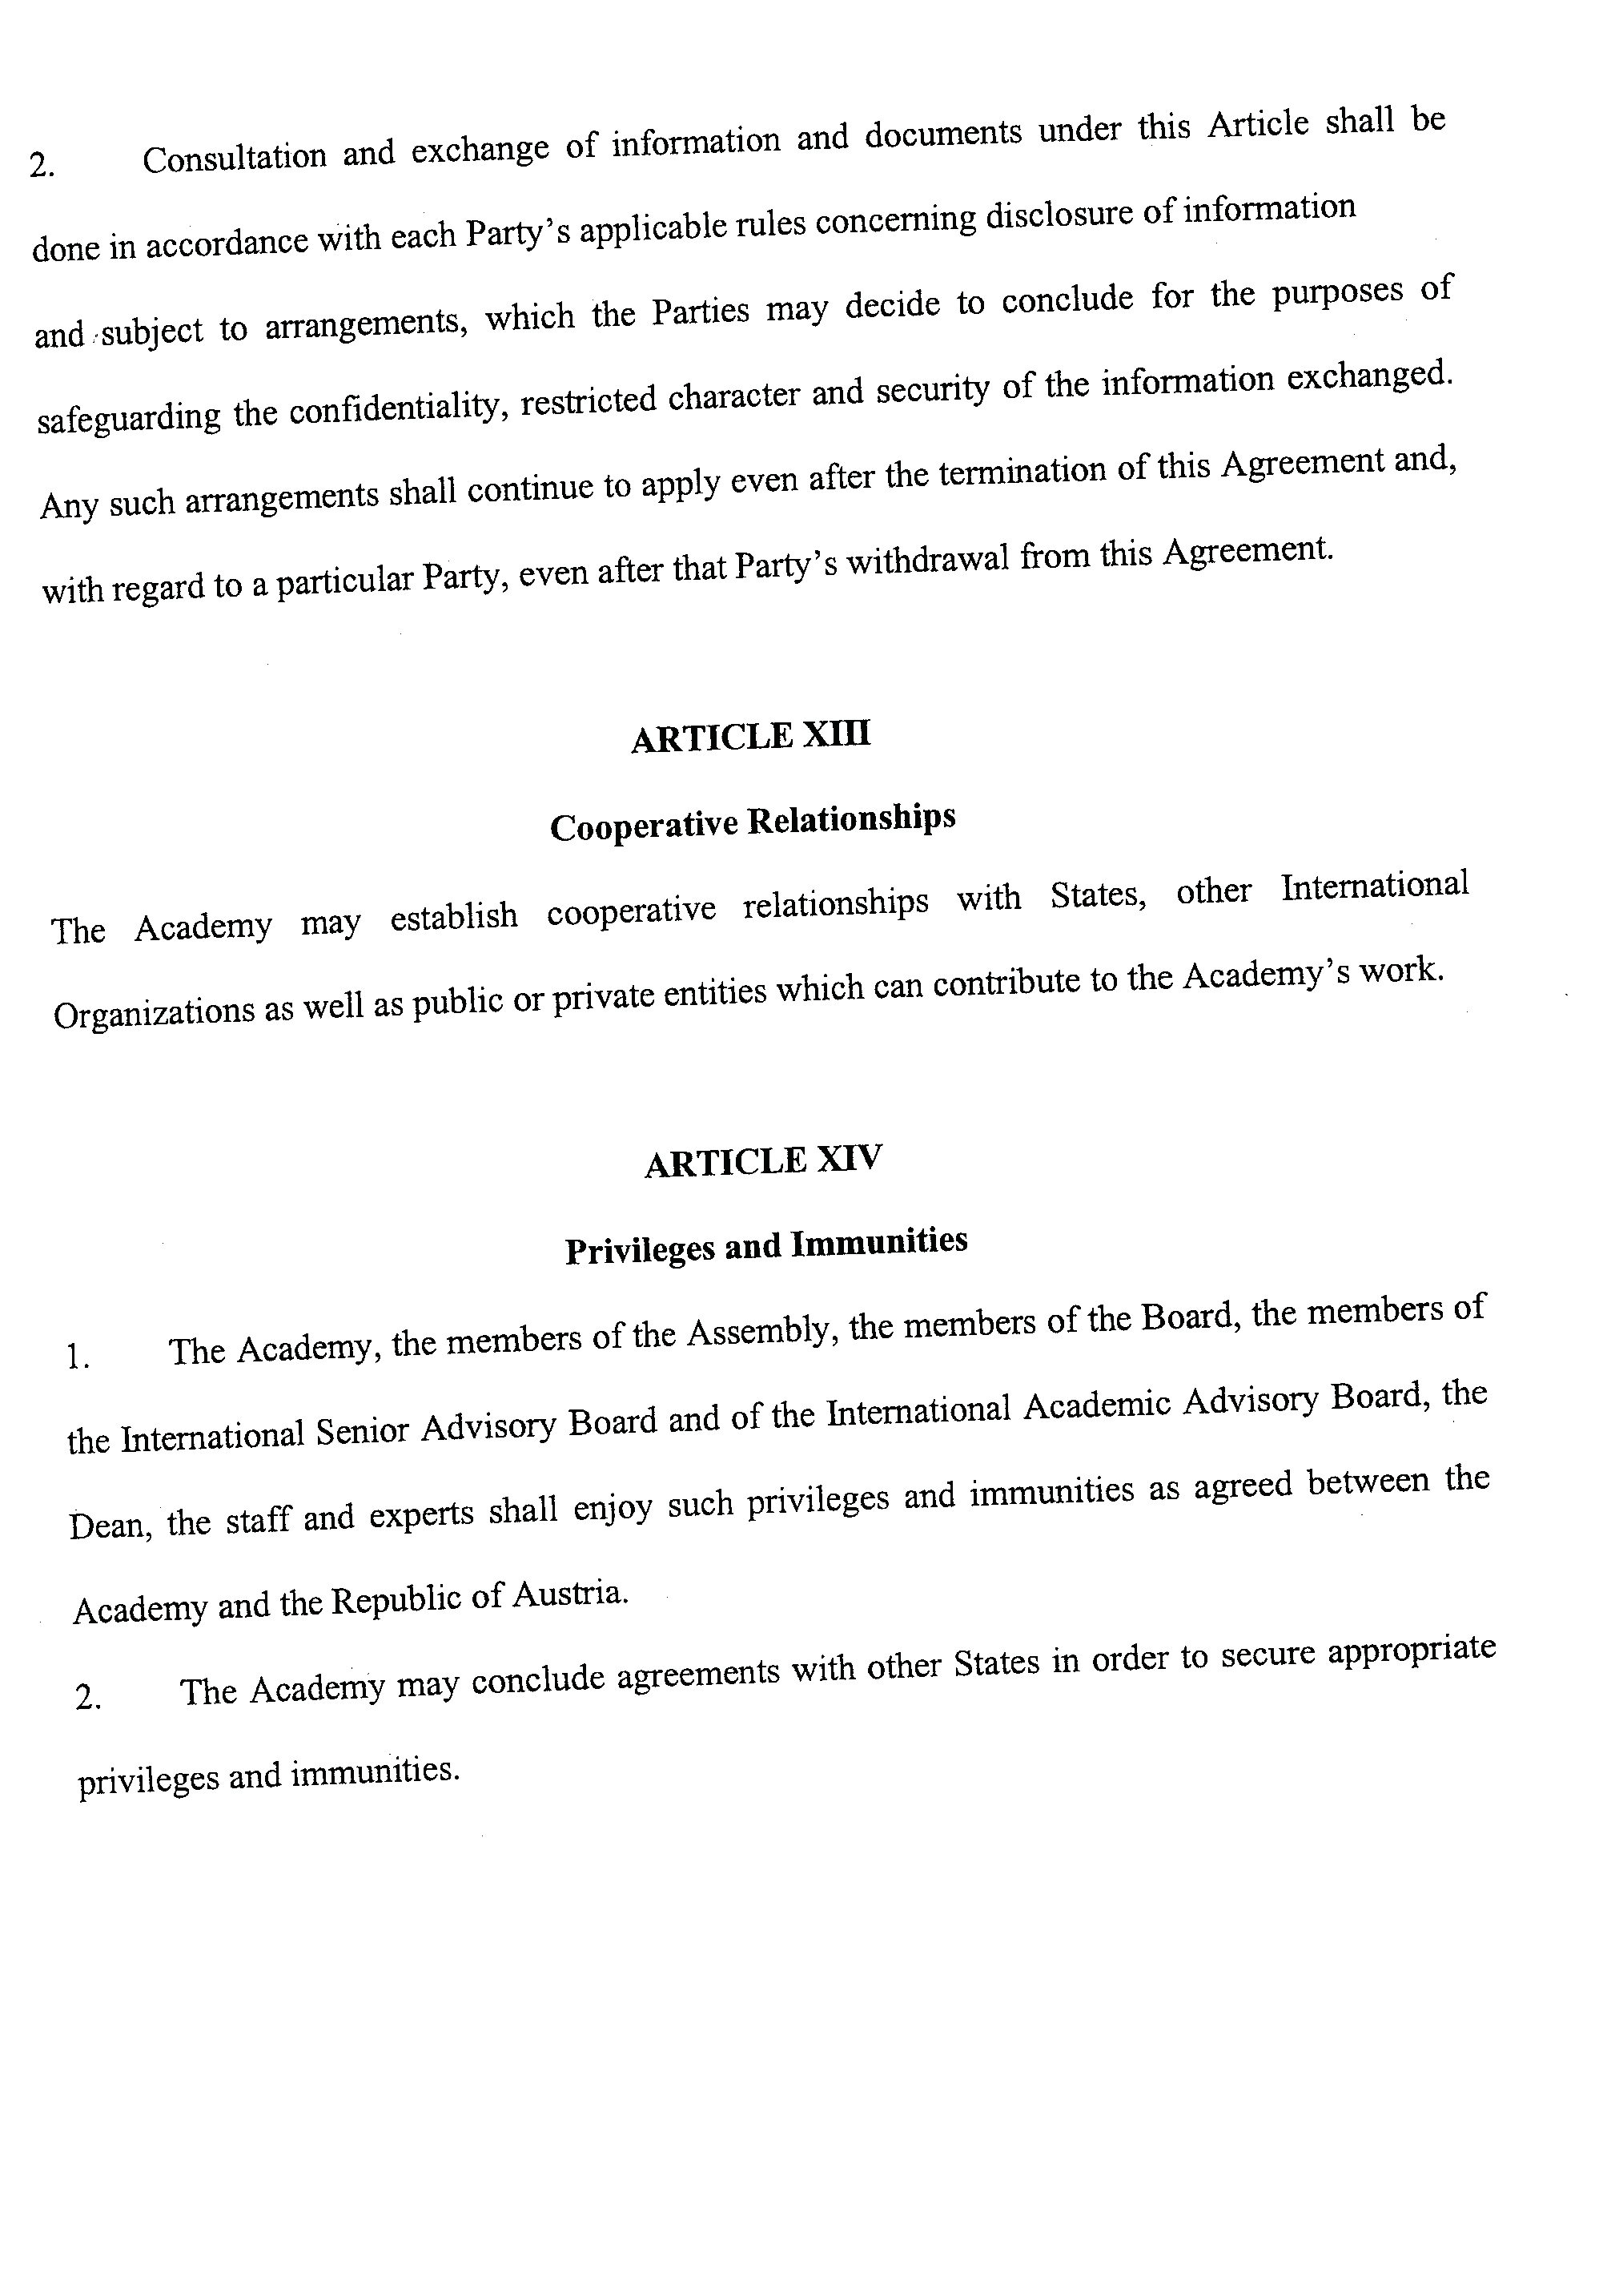 2. Consultation and exchange of information and documents under this Article shall be
done in accordance with each Party's applicable rules concerning disclosure of information
and subject to arrangements, which the Parties may decide to conclude for the purposes of
safeguarding the confidentiality, restricted character and security of the information exchanged.
Any such arrangements shall continue to apply even after the termination of this Agreement and,
with regard to a particular Party, even after that Party's withdrawal from this Agreement.
ARTICLE XIII
Cooperative Relationships
The Academy may establish cooperative relationships with States, other International
Organizations as well as public or private entities which can contribute to the Academy's work.
ARTICLE XIV
Privileges and Immunities
1. The Academy, the members of the Assembly, the members of the Board, the members of
the International Senior Advisory Board and of the International Academic Advisory Board, the
Dean, the staff and experts shall enjoy such privileges and immunities as agreed between the
Academy and the Republic of Austria.
2. The Academy may conclude agreements with other States in order to secure appropriate
privileges and immunities.